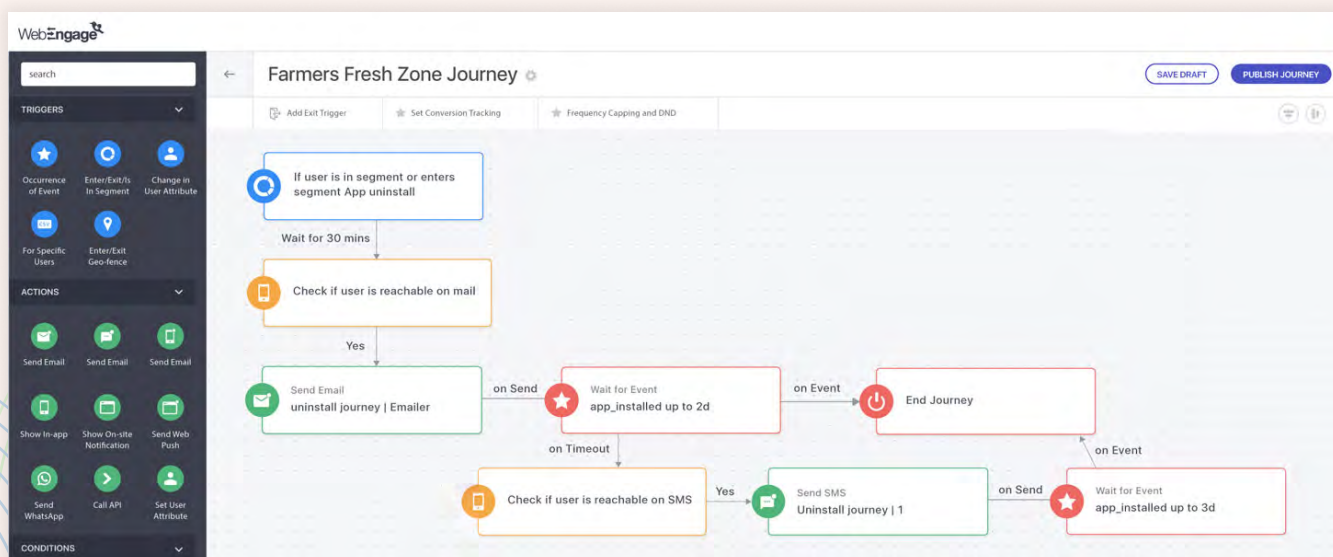 WebEngage
search
Farmers Fresh Zone Journey
SAVE DRAFT
PUBLISH JOURNEY
TRIGGERS
Add Exit Trigger
Set Conversion Tracking
Frequency Capping and DND
Occurrence
of Event
Enter/Exit/Is
In Segment
Change in
User Attribute
CSV
For Specific
Users
Enter/Exit
Geo-fence
ACTIONS
Send Email
Send Email
Send Email
Show In-app
Show On-site
Notification
Send Web
Push
Send
WhatsApp
Call API
Set User
Attribute
CONDITIONS
If user is in segment or enters
segment App uninstall
Wait for 30 mins
Check if user is reachable on mail
Yes
Send Email
uninstall journey | Emailer
on Send
Wait for Event
app_installed up to 2d
on Event
End Journey
on Timeout
on Event
Check if user is reachable on SMS
Yes
Send SMS
Uninstall journey | 1
on Send
Wait for Event
app_installed up to 3d